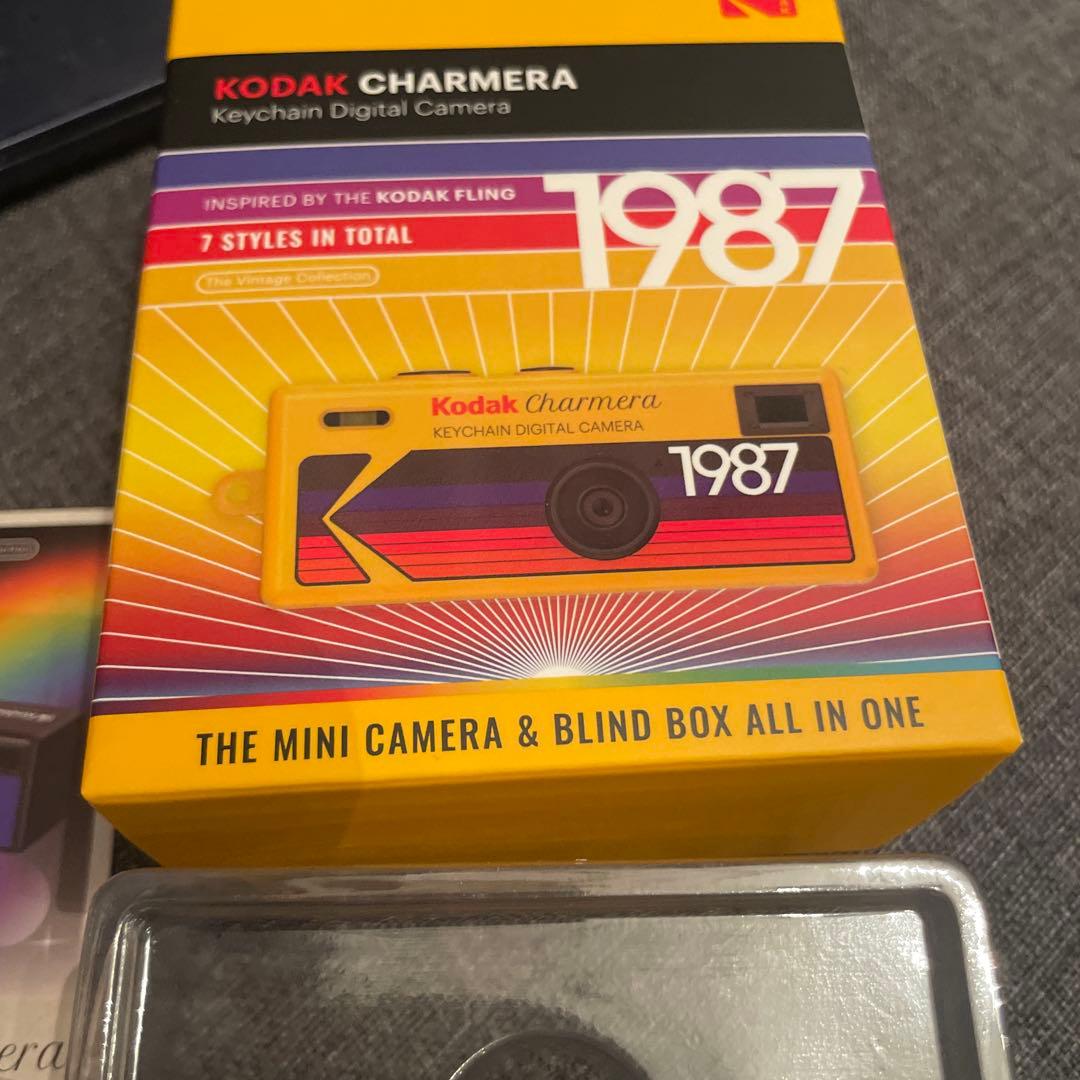 KODAK CHARMERA
Keychain Digital Camera
INSPIRED BY THE KODAK FLING
1987
7 STYLES IN TOTAL
The Vintage Collection
Kodak Charmera
KEYCHAIN DIGITAL CAMERA
1987
THE MINI CAMERA & BLIND BOX ALL IN ONE
era